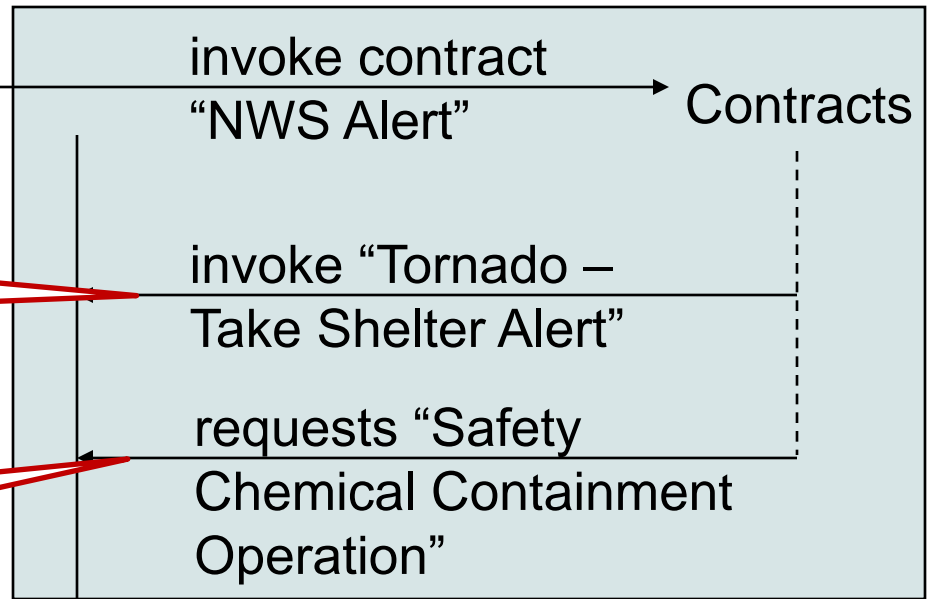 invoke contract
“NWS Alert”
Contracts
invoke “Tornado –
Take Shelter Alert”
requests “Safety
Chemical Containment
Operation”